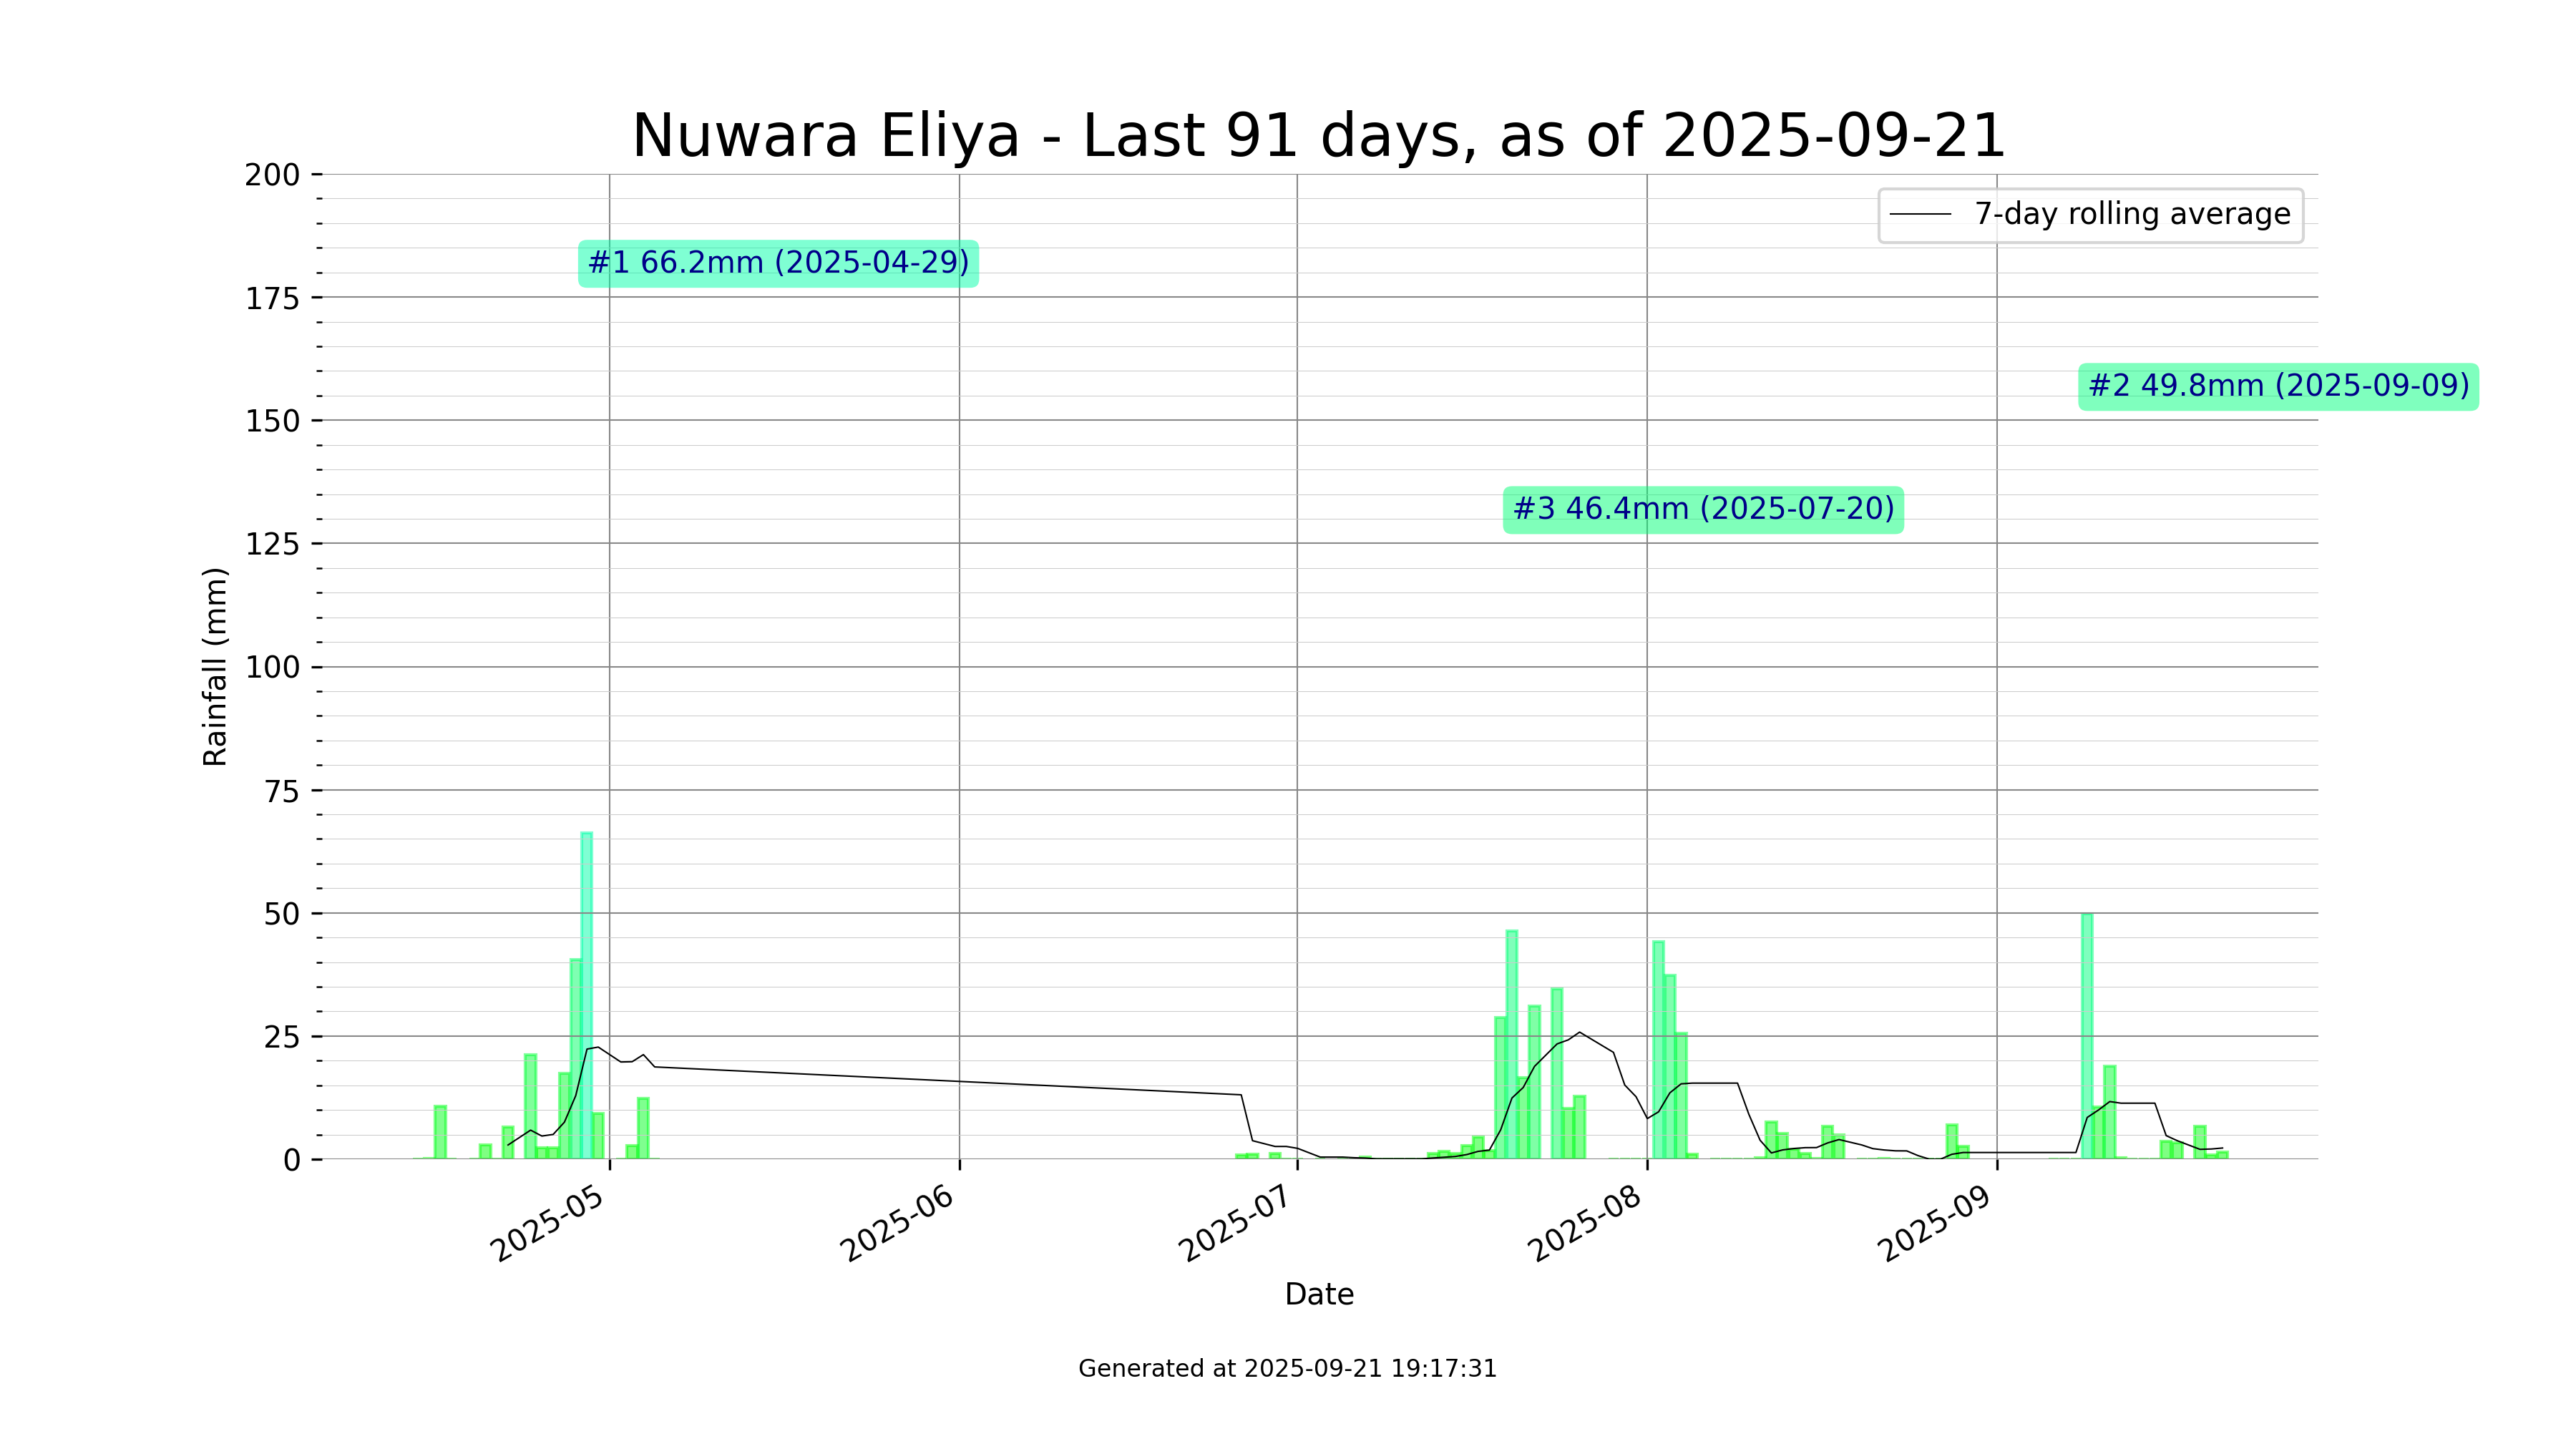 Nuwara Eliya - Last 91 days, as of 2025-09-21
7-day rolling average
#1 66.2mm (2025-04-29)
#2 49.8mm (2025-09-09)
#3 46.4mm (2025-07-20)
Rainfall (mm)
200
175
150
125
100
75
50
25
0
2025-05
2025-06
2025-07
2025-08
2025-09
Date
Generated at 2025-09-21 19:17:31